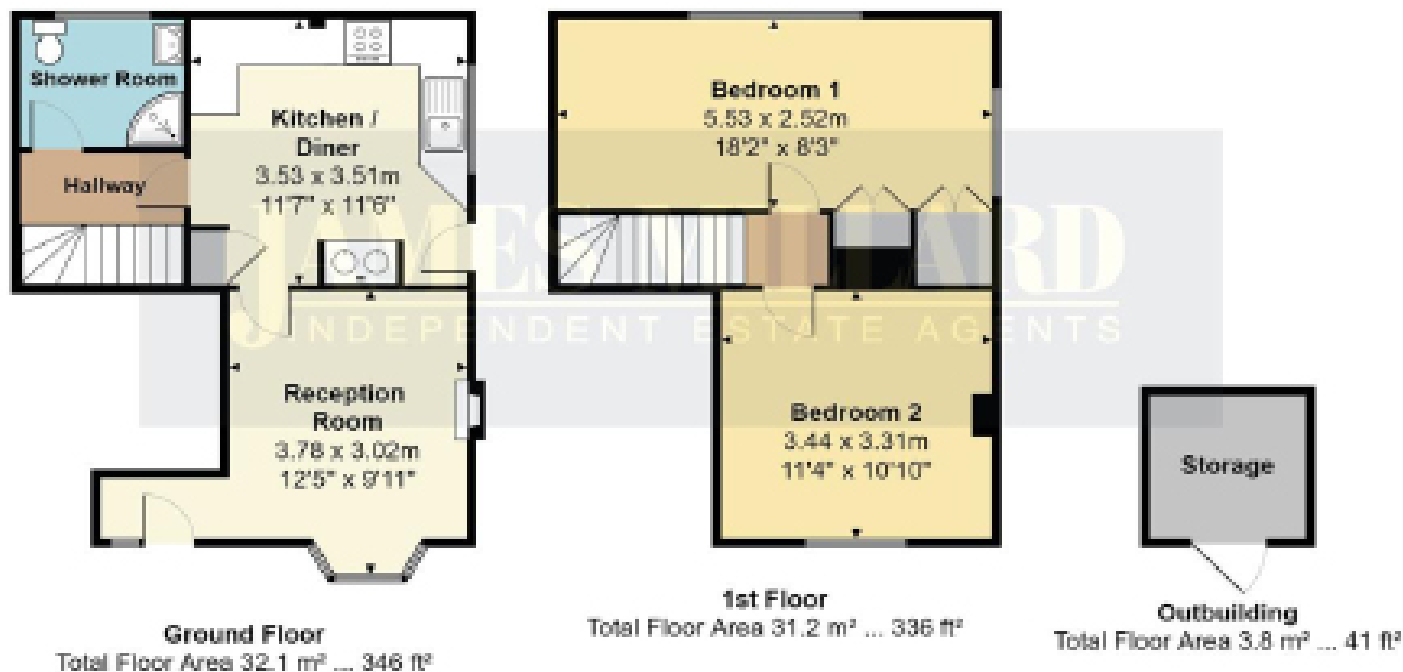 Shower Room
Kitchen /
Diner
3.53 x 3.51m
11'7" x 11'6"
Hallway
Reception
Room
3.78 x 3.02m
12'5" x 9'11"
Ground Floor
Total Floor Area 32.1 m² ... 346 ft²
Bedroom 1
5.53 x 2.52m
18'2" x 8'3"
Bedroom 2
3.44 x 3.31m
11'4" x 10'10"
1st Floor
Total Floor Area 31.2 m² ... 336 ft²
Storage
Outbuilding
Total Floor Area 3.8 m² ... 41 ft²
JAMES MILLARD
INDEPENDENT ESTATE AGENTS